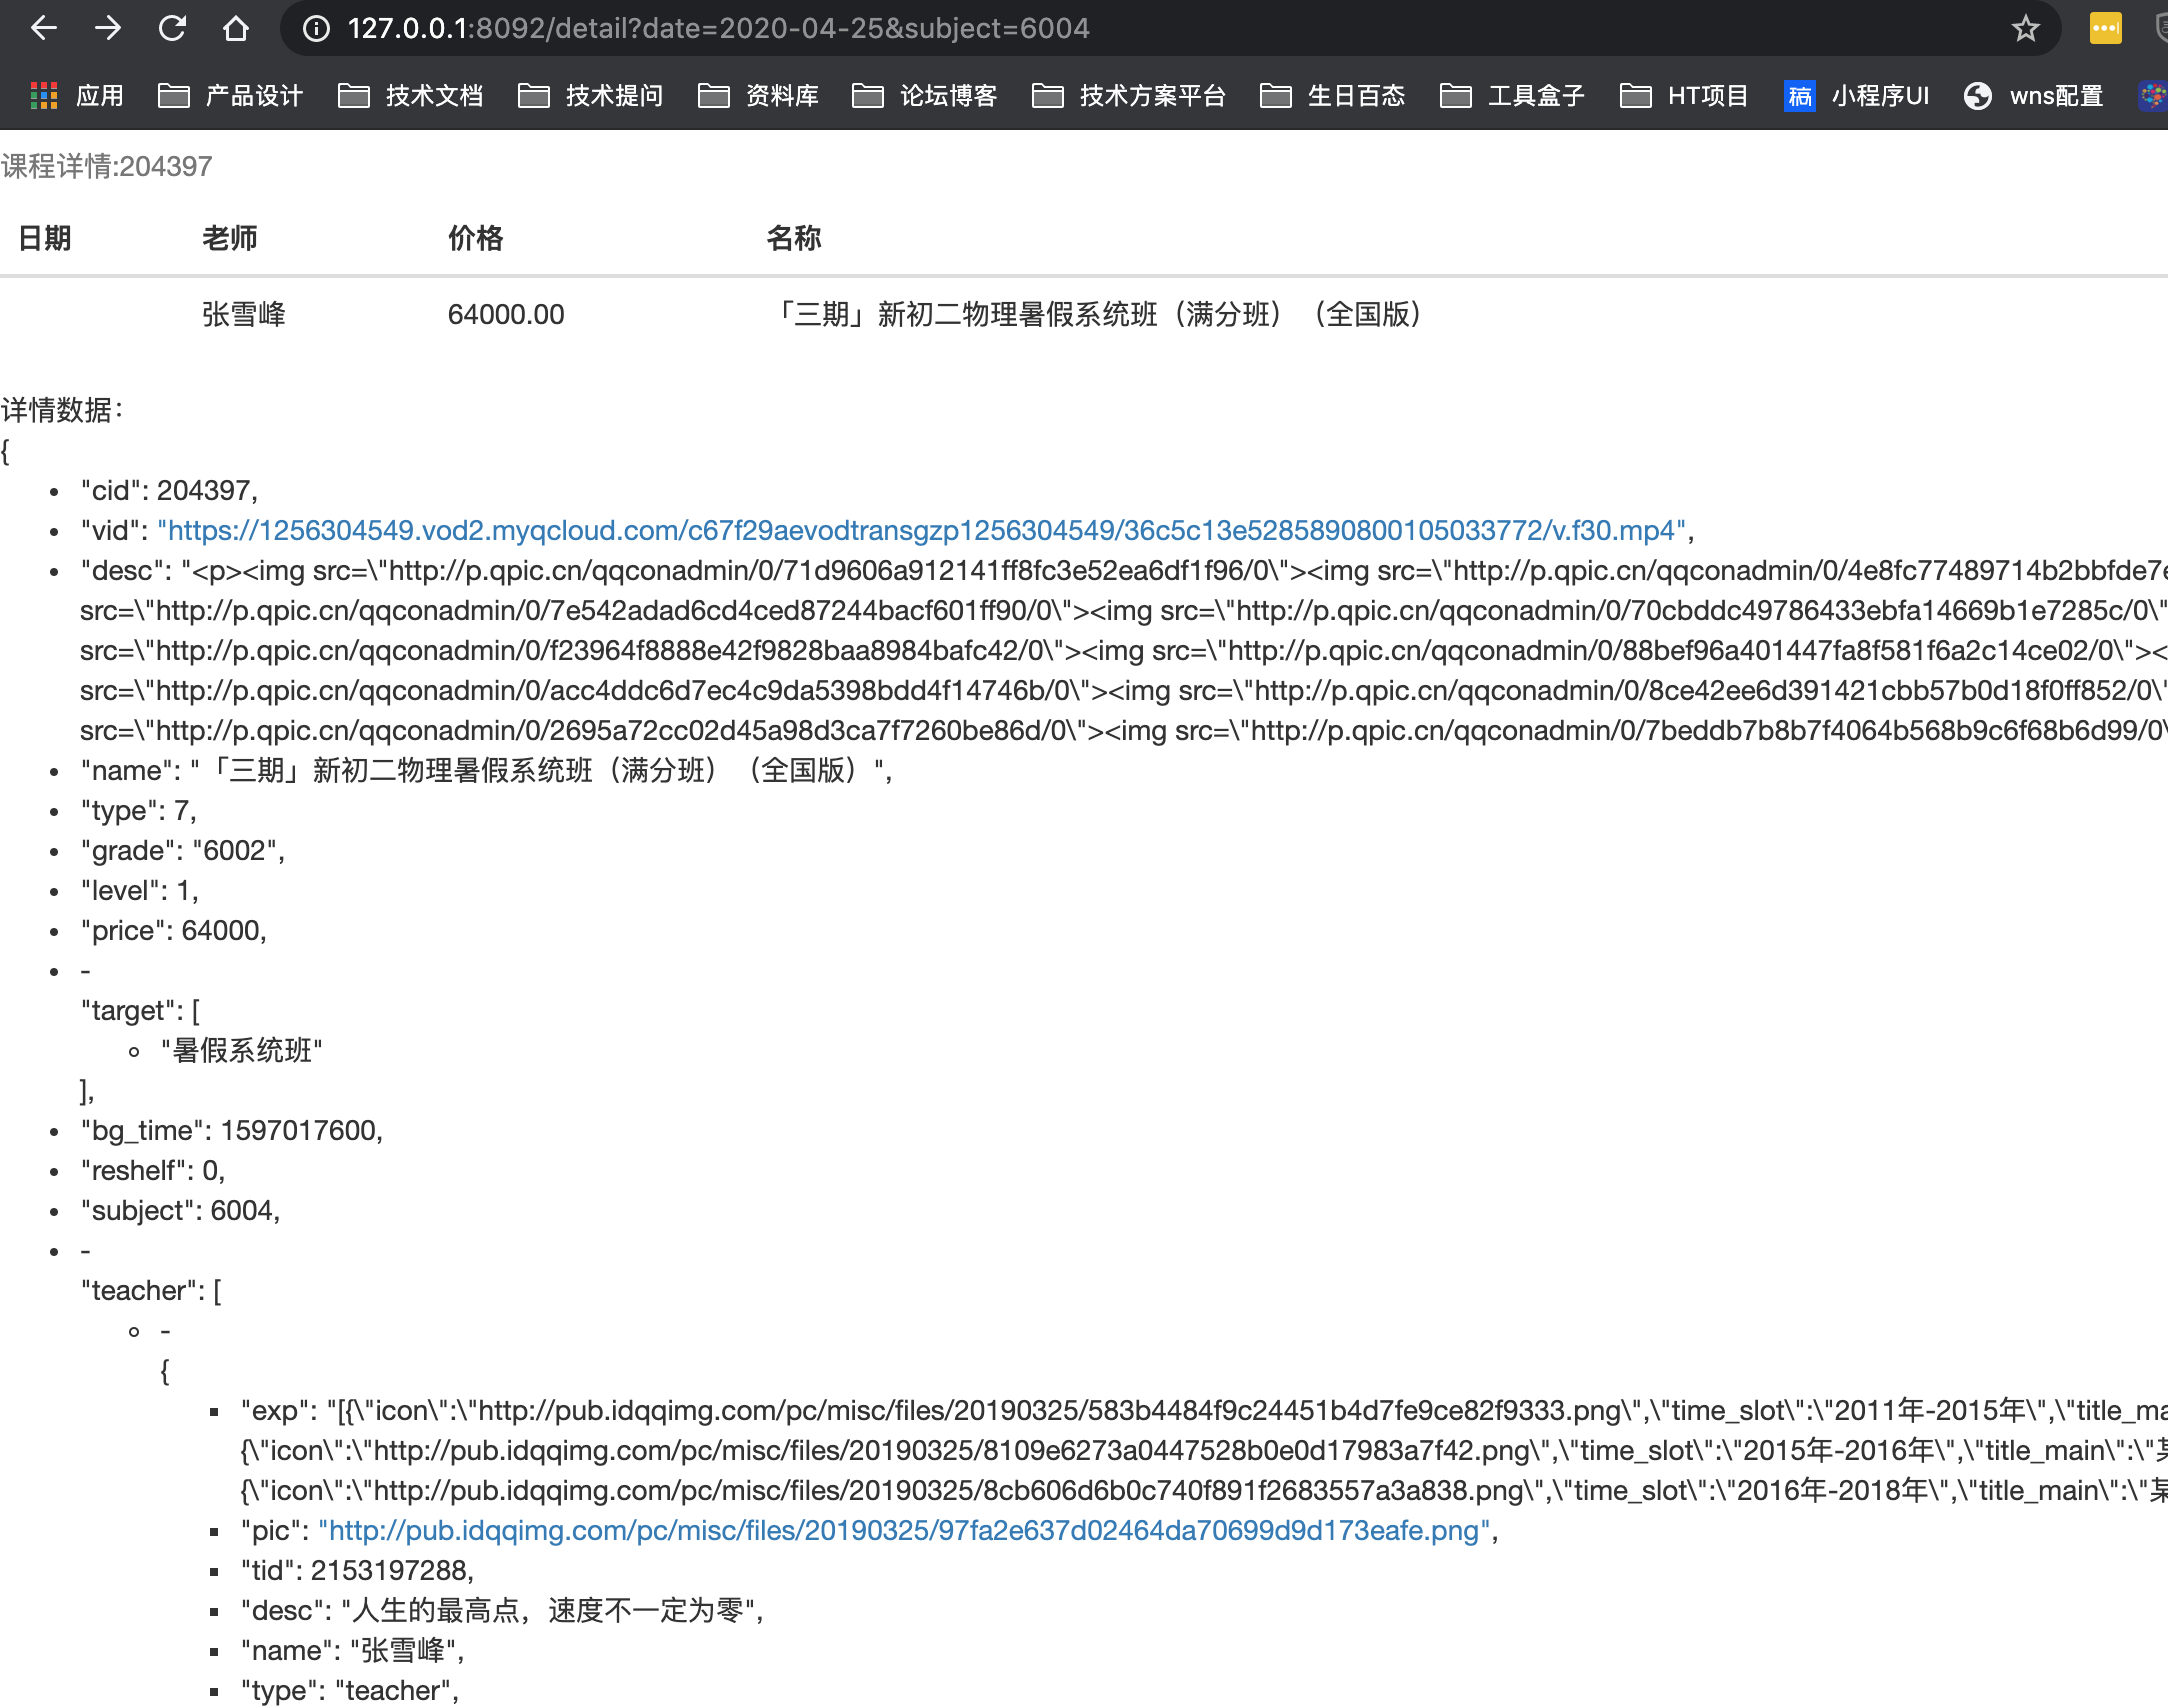 127.0.0.1:8092/detail?date=2020-04-25&subject=6004
应用 产品设计 技术文档 技术提问 资料库 论坛博客 技术方案平台 生日百态 工具盒子 HT项目 稿 小程序UI wns配置
课程详情:204397
日期 老师 价格 名称
张雪峰 64000.00 「三期」新初二物理暑假系统班（满分班）（全国版）
详情数据：
{
"cid": 204397,
"vid": "https://1256304549.vod2.myqcloud.com/c67f29aevodtransgzp1256304549/36c5c13e5285890800105033772/v.f30.mp4",
"desc": "<p><img src=\"http://p.qpic.cn/qqconadmin/0/71d9606a912141ff8fc3e52ea6df1f96/0\"><img src=\"http://p.qpic.cn/qqconadmin/0/4e8fc77489714b2bbfde7e
src=\"http://p.qpic.cn/qqconadmin/0/7e542adad6cd4ced87244bacf601ff90/0\"><img src=\"http://p.qpic.cn/qqconadmin/0/70cbddc49786433ebfa14669b1e7285c/0\"
src=\"http://p.qpic.cn/qqconadmin/0/f23964f8888e42f9828baa8984bafc42/0\"><img src=\"http://p.qpic.cn/qqconadmin/0/88bef96a401447fa8f581f6a2c14ce02/0\"><
src=\"http://p.qpic.cn/qqconadmin/0/acc4ddc6d7ec4c9da5398bdd4f14746b/0\"><img src=\"http://p.qpic.cn/qqconadmin/0/8ce42ee6d391421cbb57b0d18f0ff852/0\"
src=\"http://p.qpic.cn/qqconadmin/0/2695a72cc02d45a98d3ca7f7260be86d/0\"><img src=\"http://p.qpic.cn/qqconadmin/0/7beddb7b8b7f4064b568b9c6f68b6d99/0\
"name": "「三期」新初二物理暑假系统班（满分班）（全国版）",
"type": 7,
"grade": "6002",
"level": 1,
"price": 64000,
-
"target": [
"暑假系统班"
],
"bg_time": 1597017600,
"reshelf": 0,
"subject": 6004,
-
"teacher": [
-
{
"exp": "[{\"icon\":\"http://pub.idqqimg.com/pc/misc/files/20190325/583b4484f9c24451b4d7fe9ce82f9333.png\",\"time_slot\":\"2011年-2015年\",\"title_ma
{\"icon\":\"http://pub.idqqimg.com/pc/misc/files/20190325/8109e6273a0447528b0e0d17983a7f42.png\",\"time_slot\":\"2015年-2016年\",\"title_main\":\"某
{\"icon\":\"http://pub.idqqimg.com/pc/misc/files/20190325/8cb606d6b0c740f891f2683557a3a838.png\",\"time_slot\":\"2016年-2018年\",\"title_main\":\"某
"pic": "http://pub.idqqimg.com/pc/misc/files/20190325/97fa2e637d02464da70699d9d173eafe.png",
"tid": 2153197288,
"desc": "人生的最高点，速度不一定为零",
"name": "张雪峰",
"type": "teacher",